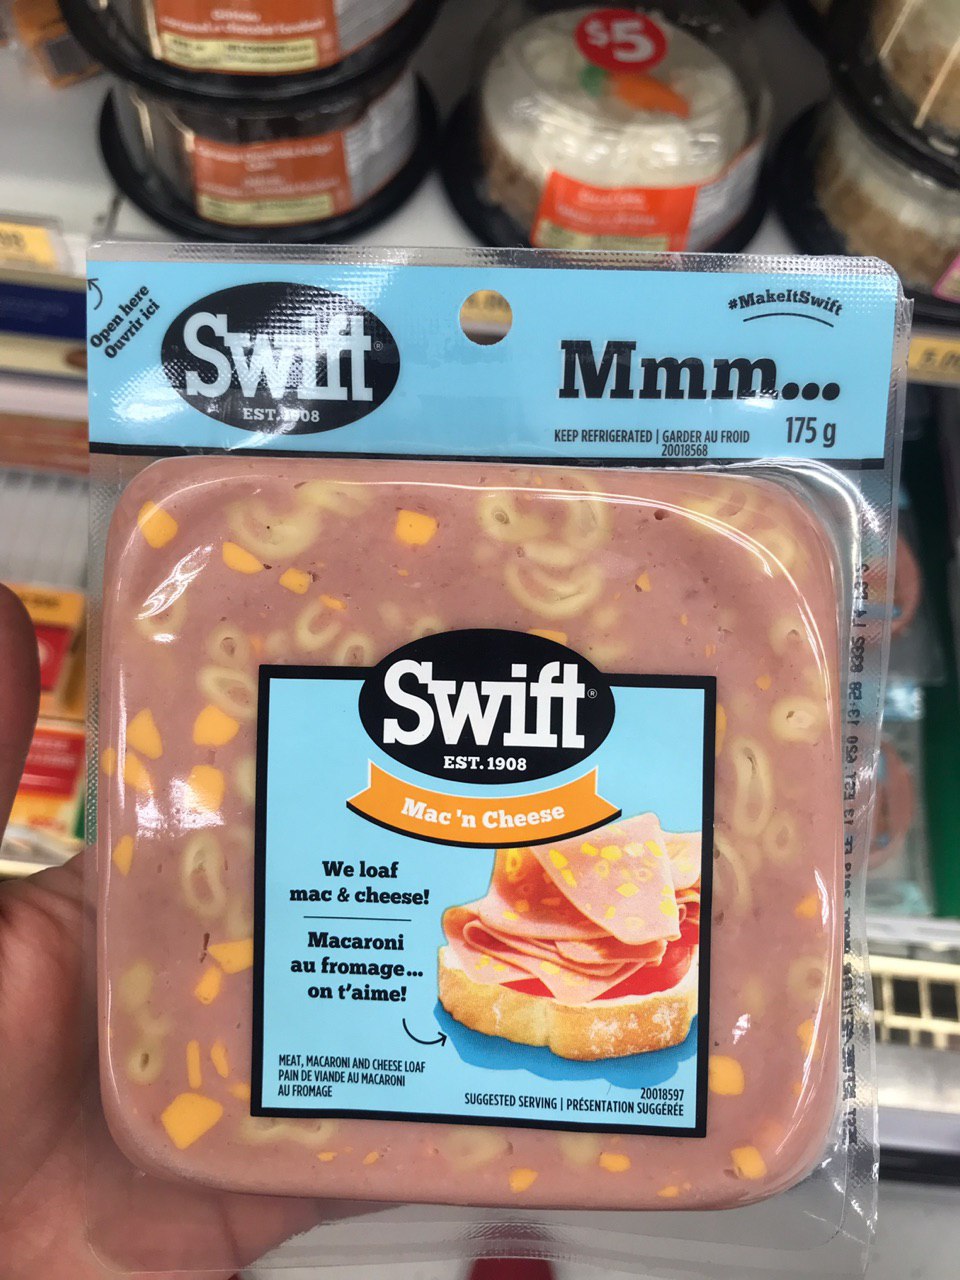 $5
Open here
Ouvrir ici
Swift®
EST. 1908
#MakeItSwift
Mmm...
KEEP REFRIGERATED | GARDER AU FROID
20018568
175 g
Swift®
EST. 1908
Mac 'n Cheese
We loaf
mac & cheese!
Macaroni
au fromage...
on t'aime!
MEAT, MACARONI AND CHEESE LOAF
PAIN DE VIANDE AU MACARONI
AU FROMAGE
20018597
SUGGESTED SERVING | PRÉSENTATION SUGGÉRÉE